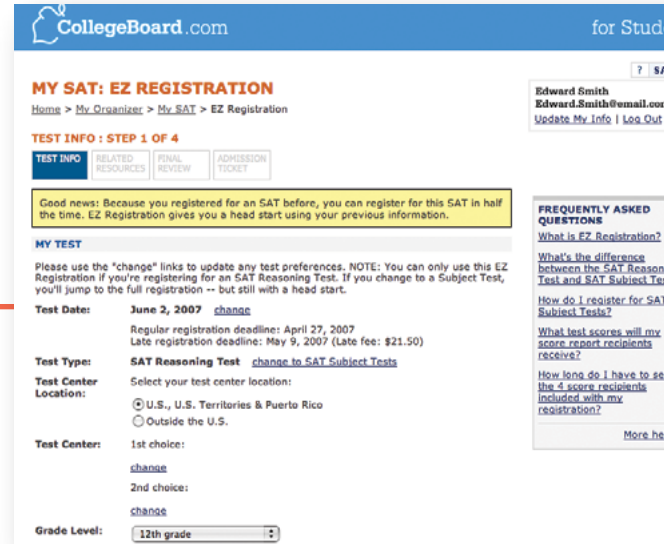 CollegeBoard.com
for Stud
?
MY SAT: EZ REGISTRATION
Home > My Organizer > My SAT > EZ Registration
Edward Smith
Edward.Smith@email.com
Update My Info | Log Out
TEST INFO : STEP 1 OF 4
TEST INFO
RELATED RESOURCES
FINAL REVIEW
ADMISSION TICKET
Good news: Because you registered for an SAT before, you can register for this SAT in half
the time. EZ Registration gives you a head start using your previous information.
MY TEST
Please use the "change" links to update any test preferences. NOTE: You can only use this EZ
Registration if you're registering for an SAT Reasoning Test. If you change to a Subject Test,
you'll jump to the full registration -- but still with a head start.
Test Date: June 2, 2007 change
Regular registration deadline: April 27, 2007
Late registration deadline: May 9, 2007 (Late fee: $21.50)
Test Type: SAT Reasoning Test change to SAT Subject Tests
Test Center Location: Select your test center location:
U.S., U.S. Territories & Puerto Rico
Outside the U.S.
Test Center: 1st choice:
change
2nd choice:
change
Grade Level: 12th grade
FREQUENTLY ASKED
QUESTIONS
What is EZ Registration?
What's the difference
between the SAT Reason
Test and SAT Subject Tes
How do I register for SAT
Subject Tests?
What test scores will my
score report recipients
receive?
How long do I have to se
the 4 score recipients
included with my
registration?
More he